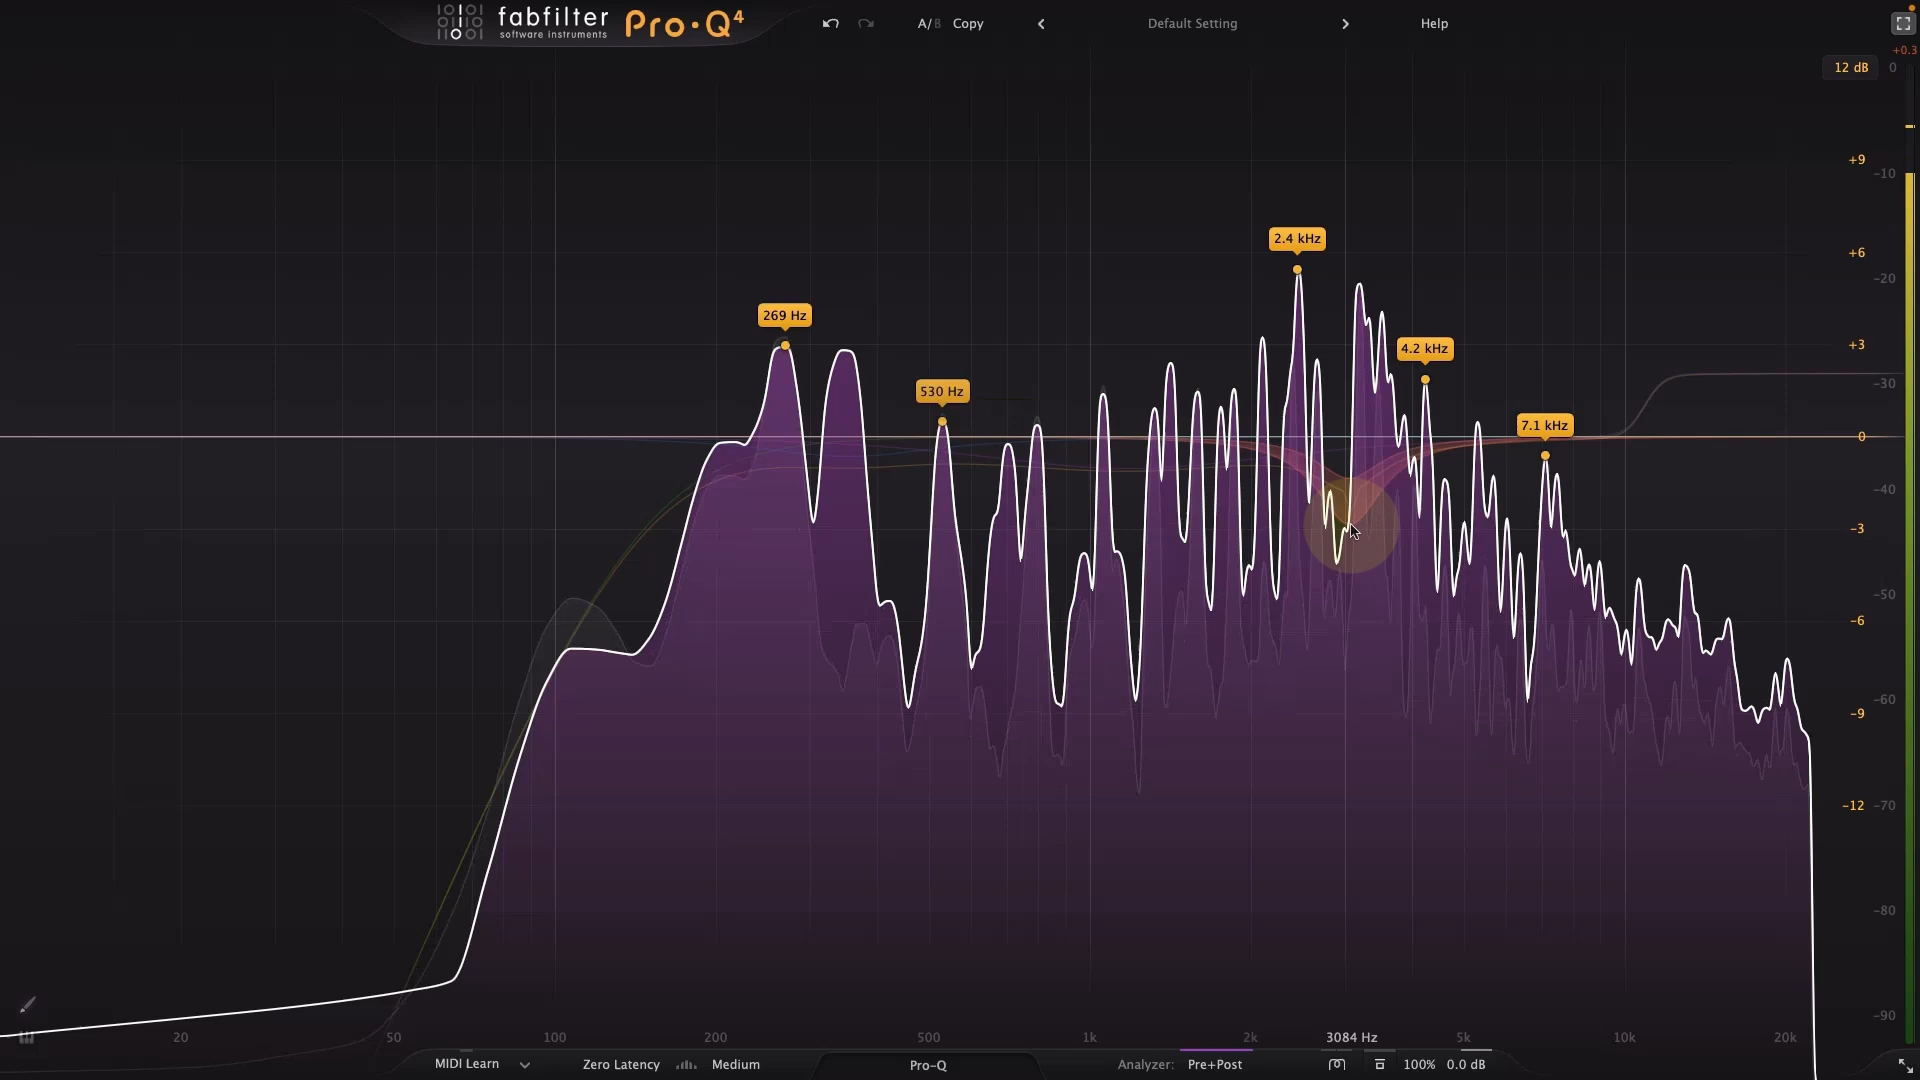 fabfilter
software instruments
Pro·Q4
A/B Copy
Default Setting
Help
+0.3
12 dB
0
+9
-10
2.4 kHz
+6
-20
269 Hz
+3
4.2 kHz
-30
530 Hz
7.1 kHz
0
-40
-3
-50
-6
-60
-9
-12
-70
-80
-90
20
50
100
200
500
1k
2k
3084 Hz
5k
10k
20k
MIDI Learn
Zero Latency
Medium
Pro-Q
Analyzer: Pre+Post
100%
0.0 dB